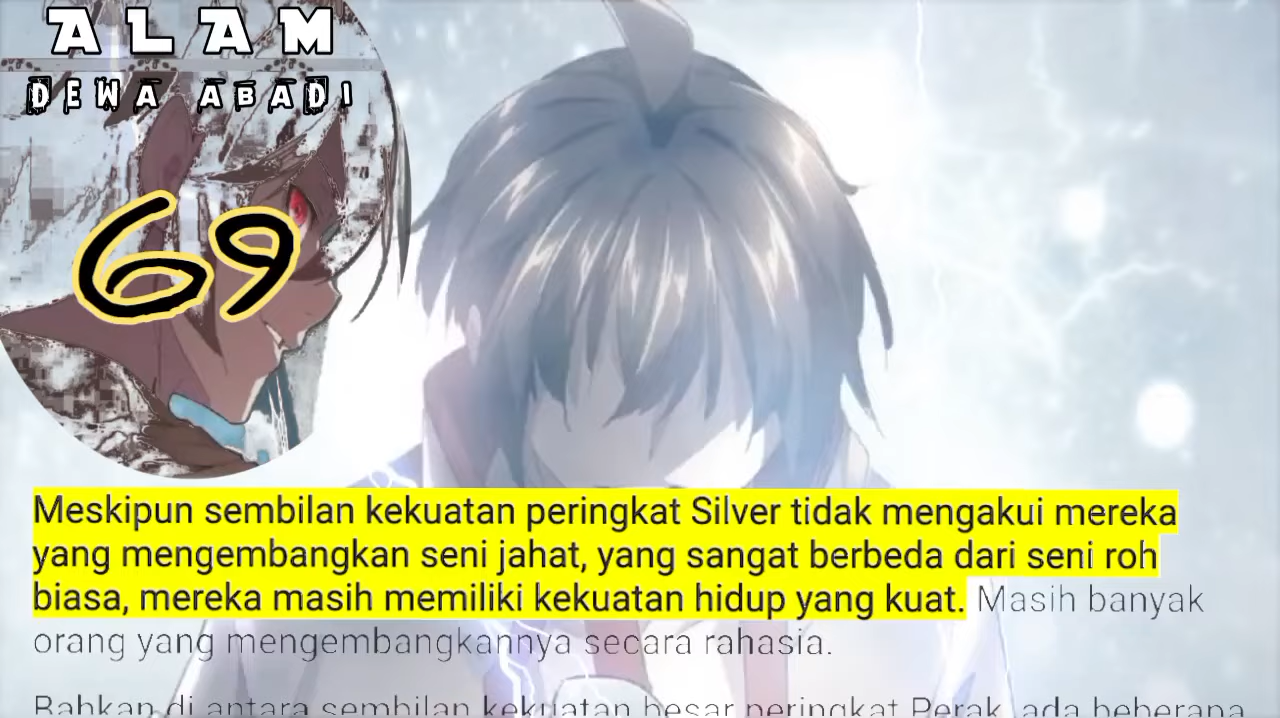 ALAM
DEWA ABADI
69
Meskipun sembilan kekuatan peringkat Silver tidak mengakui mereka
yang mengembangkan seni jahat, yang sangat berbeda dari seni roh
biasa, mereka masih memiliki kekuatan hidup yang kuat. Masih banyak
orang yang mengembangkannya secara rahasia.
Bahkan di antara sembilan kekuatan besar peringkat Perak, ada beberapa